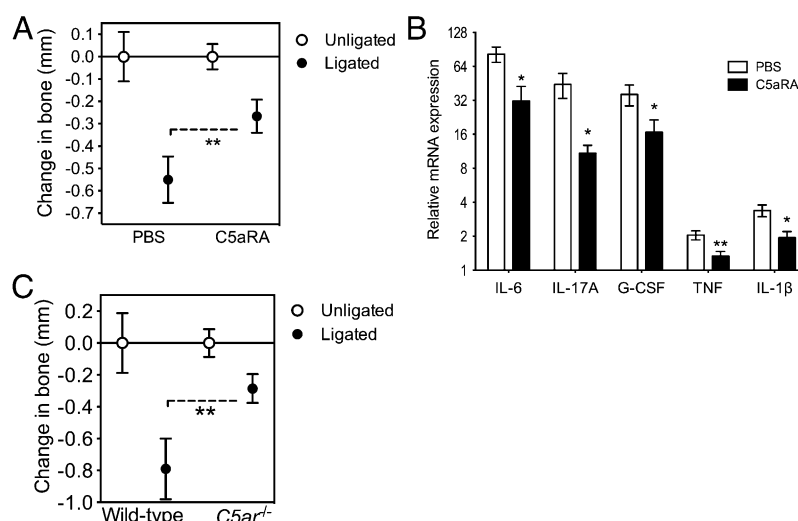 A
Change in bone (mm)
0.1
0.0
-0.1
-0.2
-0.3
-0.4
-0.5
-0.6
-0.7
**
PBS
C5aRA
Unligated
Ligated
B
Relative mRNA expression
128
64
32
16
8
4
2
1
*
*
*
**
*
IL-6
IL-17A
G-CSF
TNF
IL-1β
PBS
C5aRA
C
Change in bone (mm)
0.2
0.0
-0.2
-0.4
-0.6
-0.8
-1.0
**
Wild-type
C5ar-/-
Unligated
Ligated